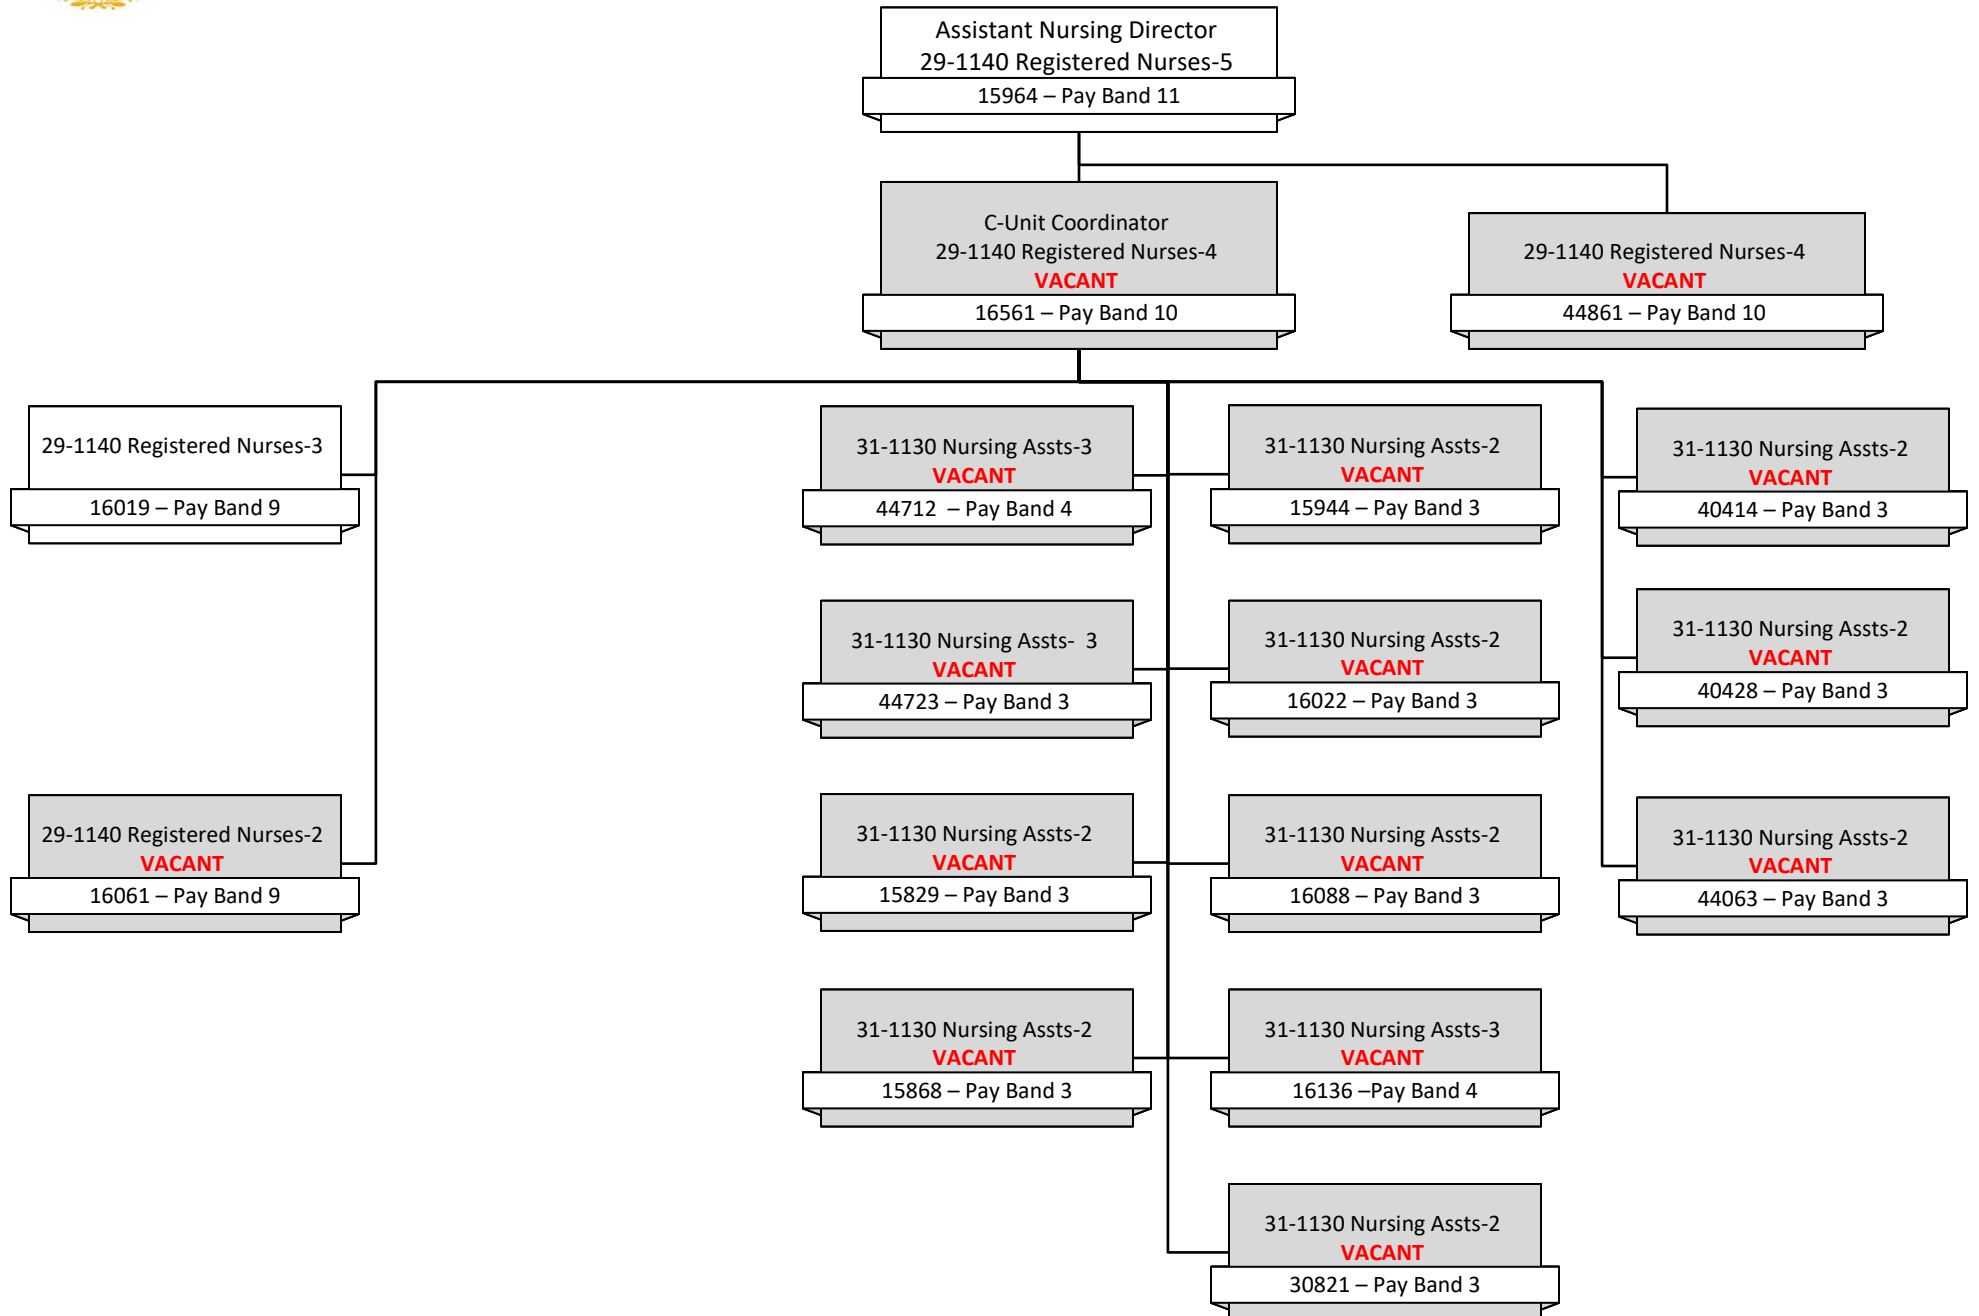 Assistant Nursing Director
29-1140 Registered Nurses-5
15964 – Pay Band 11
C-Unit Coordinator
29-1140 Registered Nurses-4
VACANT
16561 – Pay Band 10
29-1140 Registered Nurses-4
VACANT
44861 – Pay Band 10
29-1140 Registered Nurses-3
16019 – Pay Band 9
31-1130 Nursing Assts-3
VACANT
44712  – Pay Band 4
31-1130 Nursing Assts-2
VACANT
15944 – Pay Band 3
31-1130 Nursing Assts-2
VACANT
40414 – Pay Band 3
31-1130 Nursing Assts-  3
VACANT
44723 – Pay Band 3
31-1130 Nursing Assts-2
VACANT
16022 – Pay Band 3
31-1130 Nursing Assts-2
VACANT
40428 – Pay Band 3
29-1140 Registered Nurses-2
VACANT
16061 – Pay Band 9
31-1130 Nursing Assts-2
VACANT
15829 – Pay Band 3
31-1130 Nursing Assts-2
VACANT
16088 – Pay Band 3
31-1130 Nursing Assts-2
VACANT
44063 – Pay Band 3
31-1130 Nursing Assts-2
VACANT
15868 – Pay Band 3
31-1130 Nursing Assts-3
VACANT
16136 –Pay Band 4
31-1130 Nursing Assts-2
VACANT
30821 – Pay Band 3